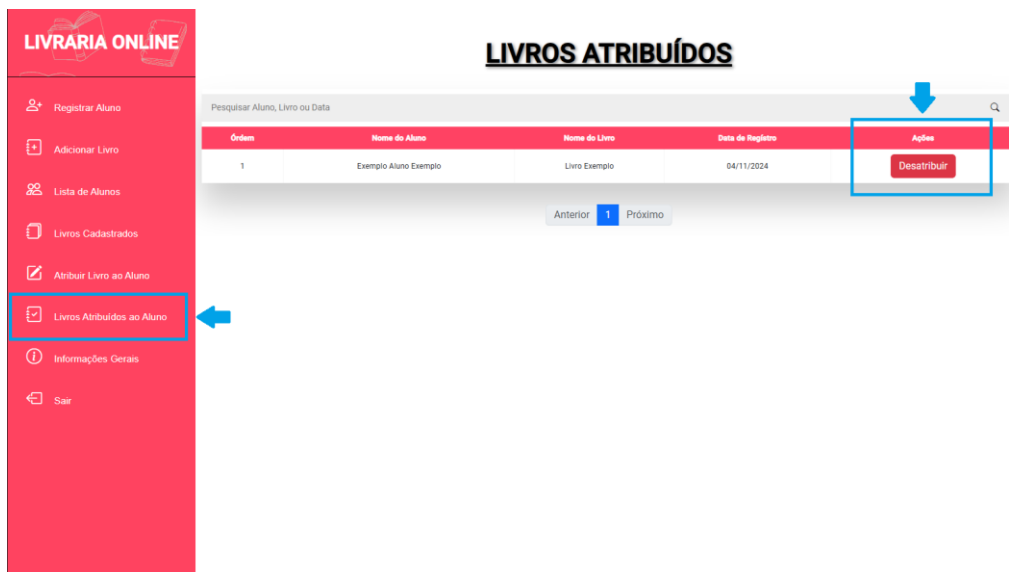 LIVRARIA ONLINE
Registrar Aluno
Adicionar Livro
Lista de Alunos
Livros Cadastrados
Atribuir Livro ao Aluno
Livros Atribuídos ao Aluno
Informações Gerais
Sair
LIVROS ATRIBUÍDOS
Pesquisar Aluno, Livro ou Data
Órdem Nome do Aluno Nome do Livro Data de Registro Ações
1 Exemplo Aluno Exemplo Livro Exemplo 04/11/2024 Desatribuir
Anterior 1 Próximo